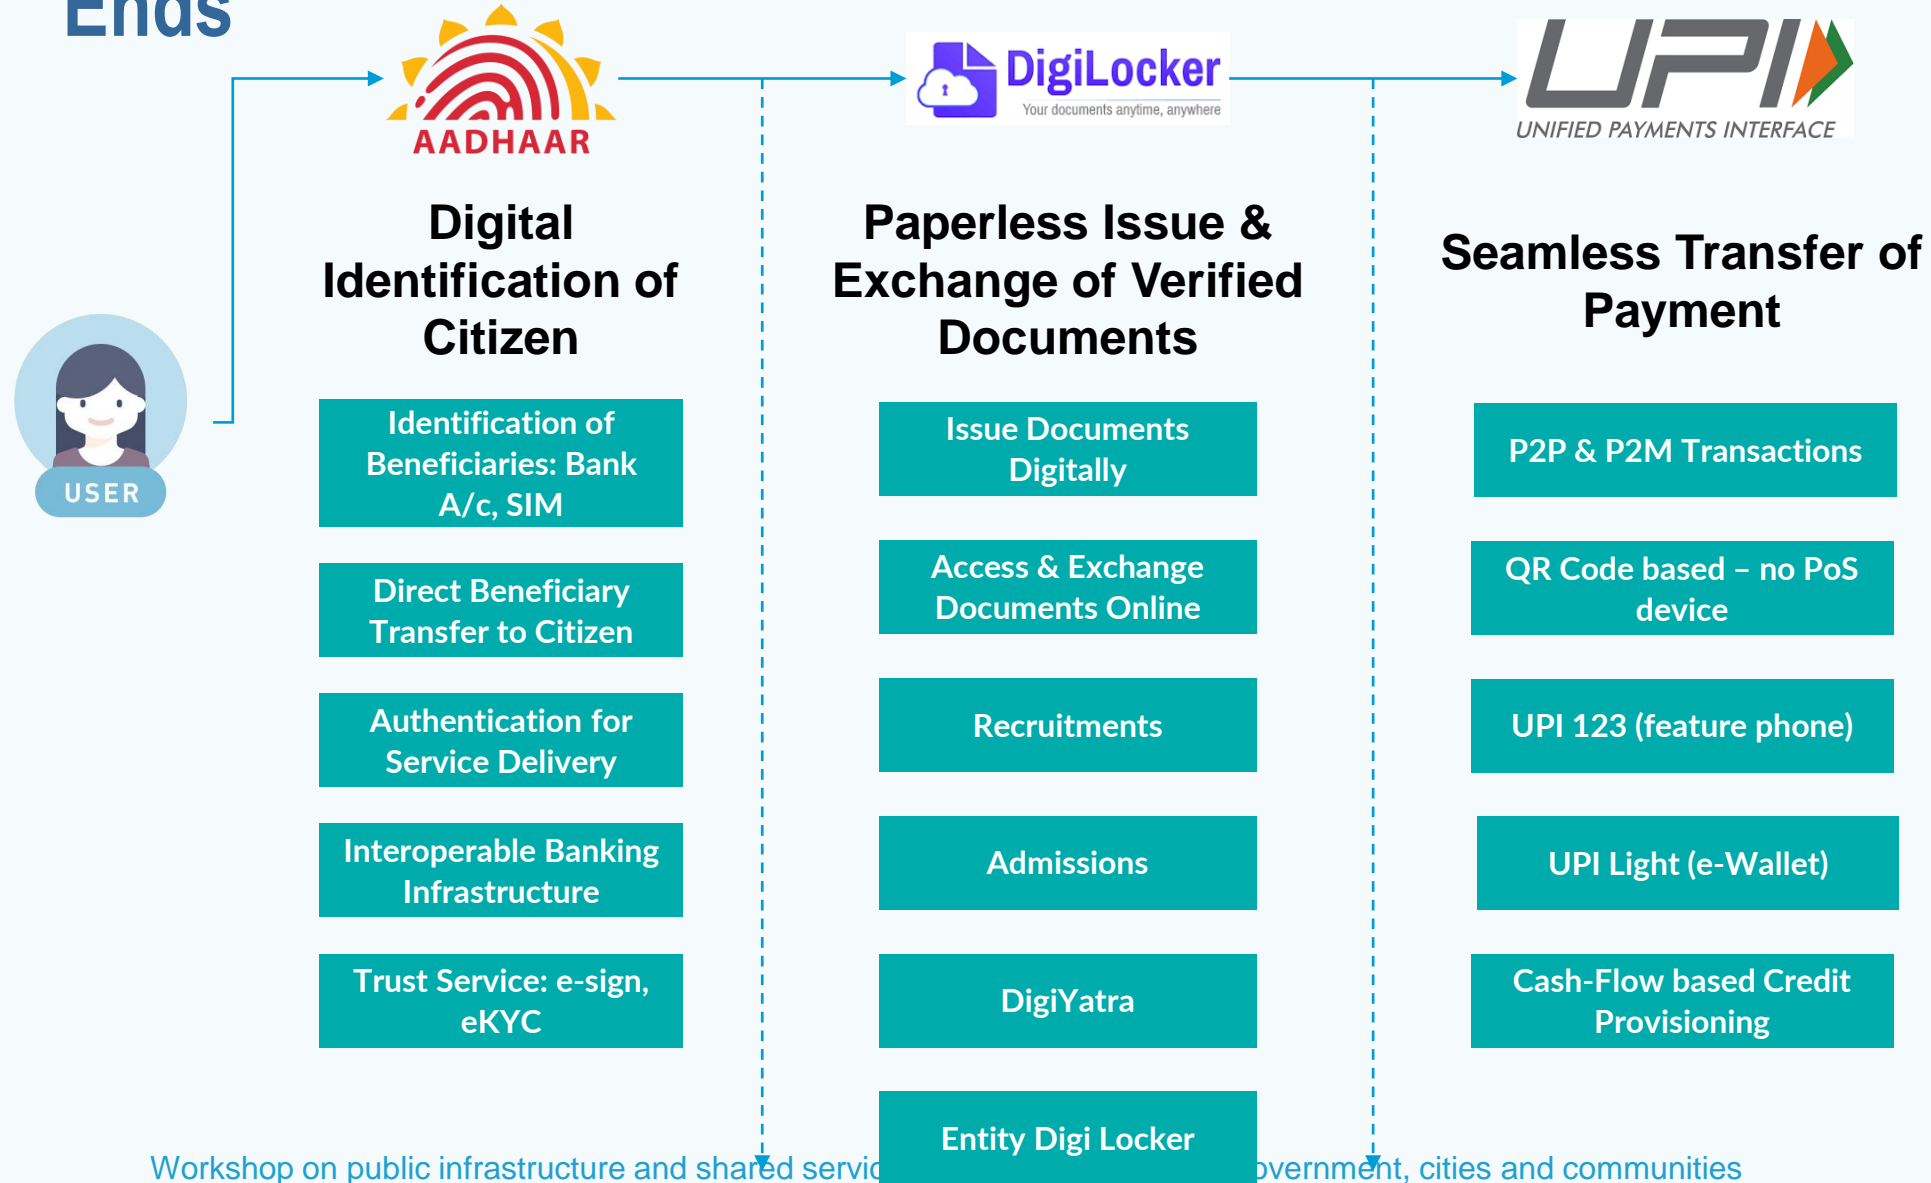 Ends
AADHAAR
DigiLocker
Your documents anytime, anywhere
UPI
UNIFIED PAYMENTS INTERFACE
USER
Digital
Identification of
Citizen
Identification of
Beneficiaries: Bank
A/c, SIM
Direct Beneficiary
Transfer to Citizen
Authentication for
Service Delivery
Interoperable Banking
Infrastructure
Trust Service: e-sign,
eKYC
Paperless Issue &
Exchange of Verified
Documents
Issue Documents
Digitally
Access & Exchange
Documents Online
Recruitments
Admissions
DigiYatra
Entity Digi Locker
Seamless Transfer of
Payment
P2P & P2M Transactions
QR Code based – no PoS
device
UPI 123 (feature phone)
UPI Light (e-Wallet)
Cash-Flow based Credit
Provisioning
Workshop on public infrastructure and shared servic overnment, cities and communities